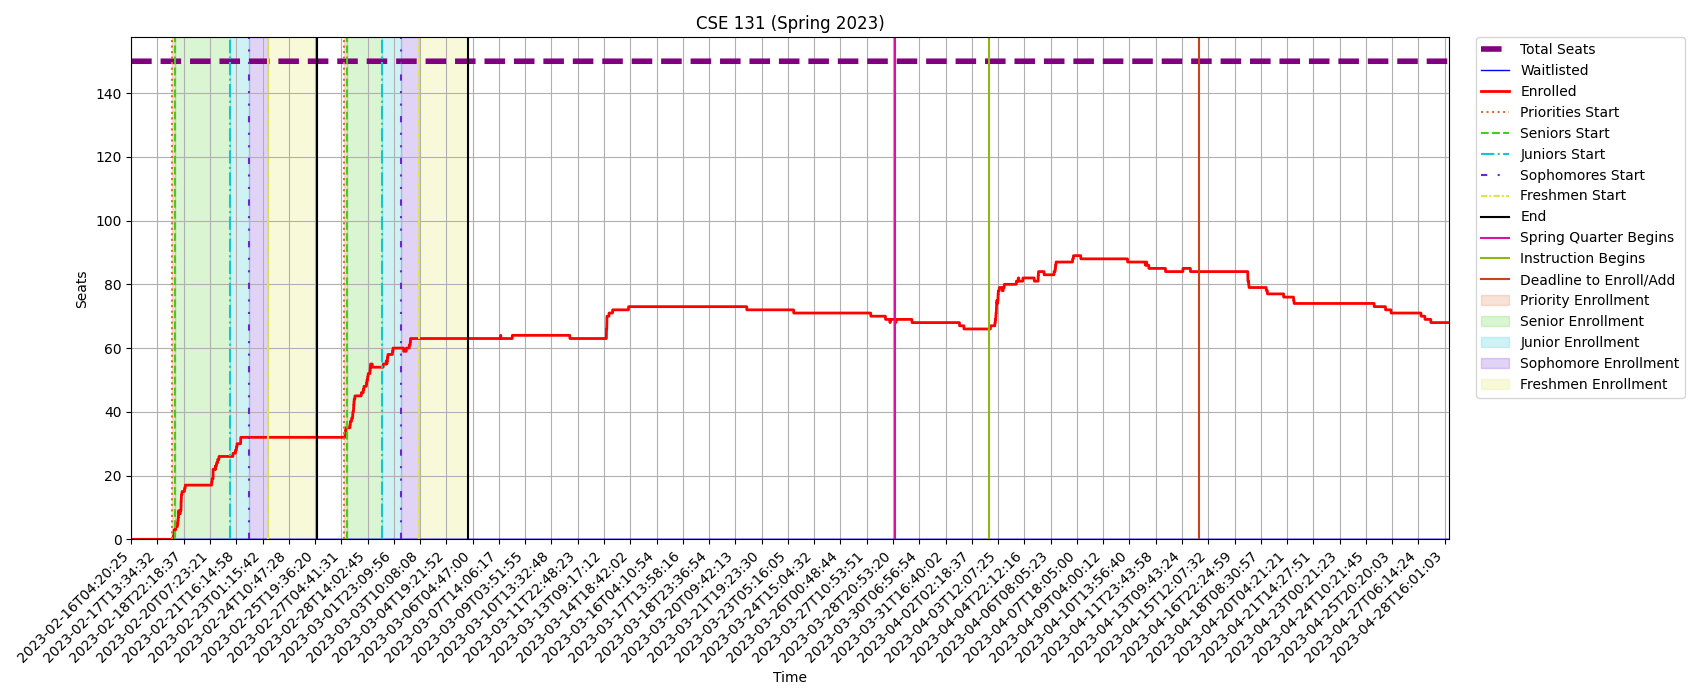 CSE 131 (Spring 2023)
Seats
140
120
100
80
60
40
20
0
2023-02-16T04:20:25
2023-02-17T13:34:32
2023-02-18T22:18:37
2023-02-20T07:23:21
2023-02-21T16:14:58
2023-02-23T01:15:42
2023-02-24T10:47:28
2023-02-25T19:36:20
2023-02-27T04:41:31
2023-02-28T14:02:45
2023-03-01T23:09:56
2023-03-03T10:08:08
2023-03-04T19:21:52
2023-03-06T04:47:00
2023-03-07T14:06:17
2023-03-09T03:51:55
2023-03-10T13:32:48
2023-03-11T22:48:23
2023-03-13T09:17:12
2023-03-14T18:42:02
2023-03-16T04:10:54
2023-03-17T13:58:16
2023-03-18T23:36:54
2023-03-20T09:42:13
2023-03-21T19:23:30
2023-03-23T05:16:05
2023-03-24T15:04:32
2023-03-26T00:48:44
2023-03-27T10:53:51
2023-03-28T20:53:20
2023-03-30T06:56:54
2023-03-31T16:40:02
2023-04-02T02:18:37
2023-04-03T12:07:25
2023-04-04T22:12:16
2023-04-06T08:05:23
2023-04-07T18:05:00
2023-04-09T04:00:12
2023-04-10T13:56:40
2023-04-11T23:43:58
2023-04-13T09:43:24
2023-04-15T12:07:32
2023-04-16T22:24:59
2023-04-18T08:30:57
2023-04-20T04:21:21
2023-04-21T14:27:51
2023-04-23T00:21:23
2023-04-24T10:21:45
2023-04-25T20:20:03
2023-04-27T06:14:24
2023-04-28T16:01:03
Time
Total Seats
Waitlisted
Enrolled
Priorities Start
Seniors Start
Juniors Start
Sophomores Start
Freshmen Start
End
Spring Quarter Begins
Instruction Begins
Deadline to Enroll/Add
Priority Enrollment
Senior Enrollment
Junior Enrollment
Sophomore Enrollment
Freshmen Enrollment